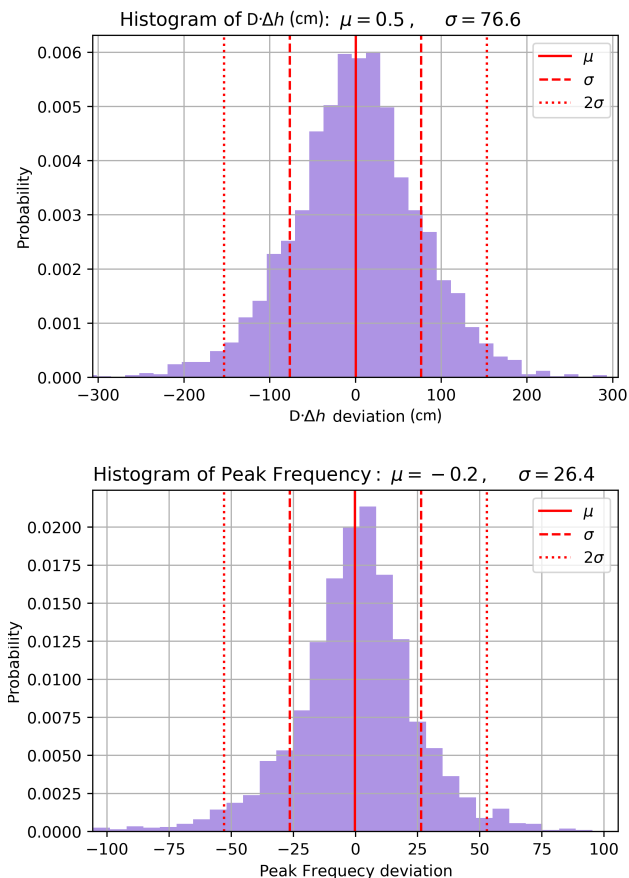 Histogram of D·Δh (cm): μ = 0.5 , σ = 76.6
μ
σ
2σ
0.006
0.005
0.004
0.003
0.002
0.001
0.000
Probability
−300 −200 −100 0 100 200 300
D·Δh deviation (cm)
Histogram of Peak Frequency : μ = − 0.2 , σ = 26.4
μ
σ
2σ
0.0200
0.0175
0.0150
0.0125
0.0100
0.0075
0.0050
0.0025
0.0000
Probability
−100 −75 −50 −25 0 25 50 75 100
Peak Frequecy deviation